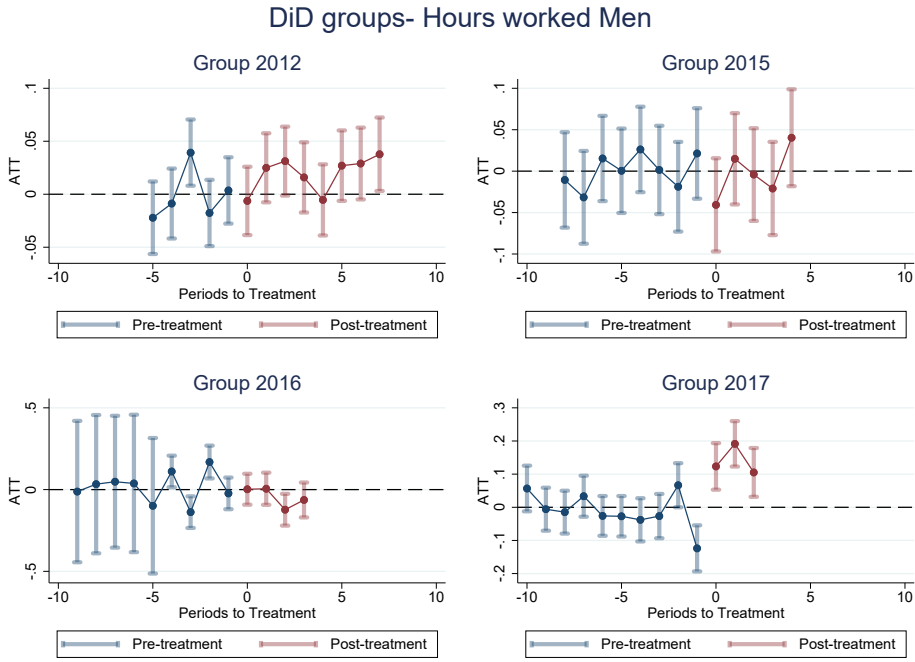 DiD groups- Hours worked Men
Group 2012
.1
.05
0
-.05
ATT
-10
-5
0
5
10
Periods to Treatment
Pre-treatment
Post-treatment
Group 2015
.1
.05
0
-.05
-.1
ATT
-10
-5
0
5
10
Periods to Treatment
Pre-treatment
Post-treatment
Group 2016
.5
0
-.5
ATT
-10
-5
0
5
10
Periods to Treatment
Pre-treatment
Post-treatment
Group 2017
.3
.2
.1
0
-.1
-.2
ATT
-10
-5
0
5
10
Periods to Treatment
Pre-treatment
Post-treatment